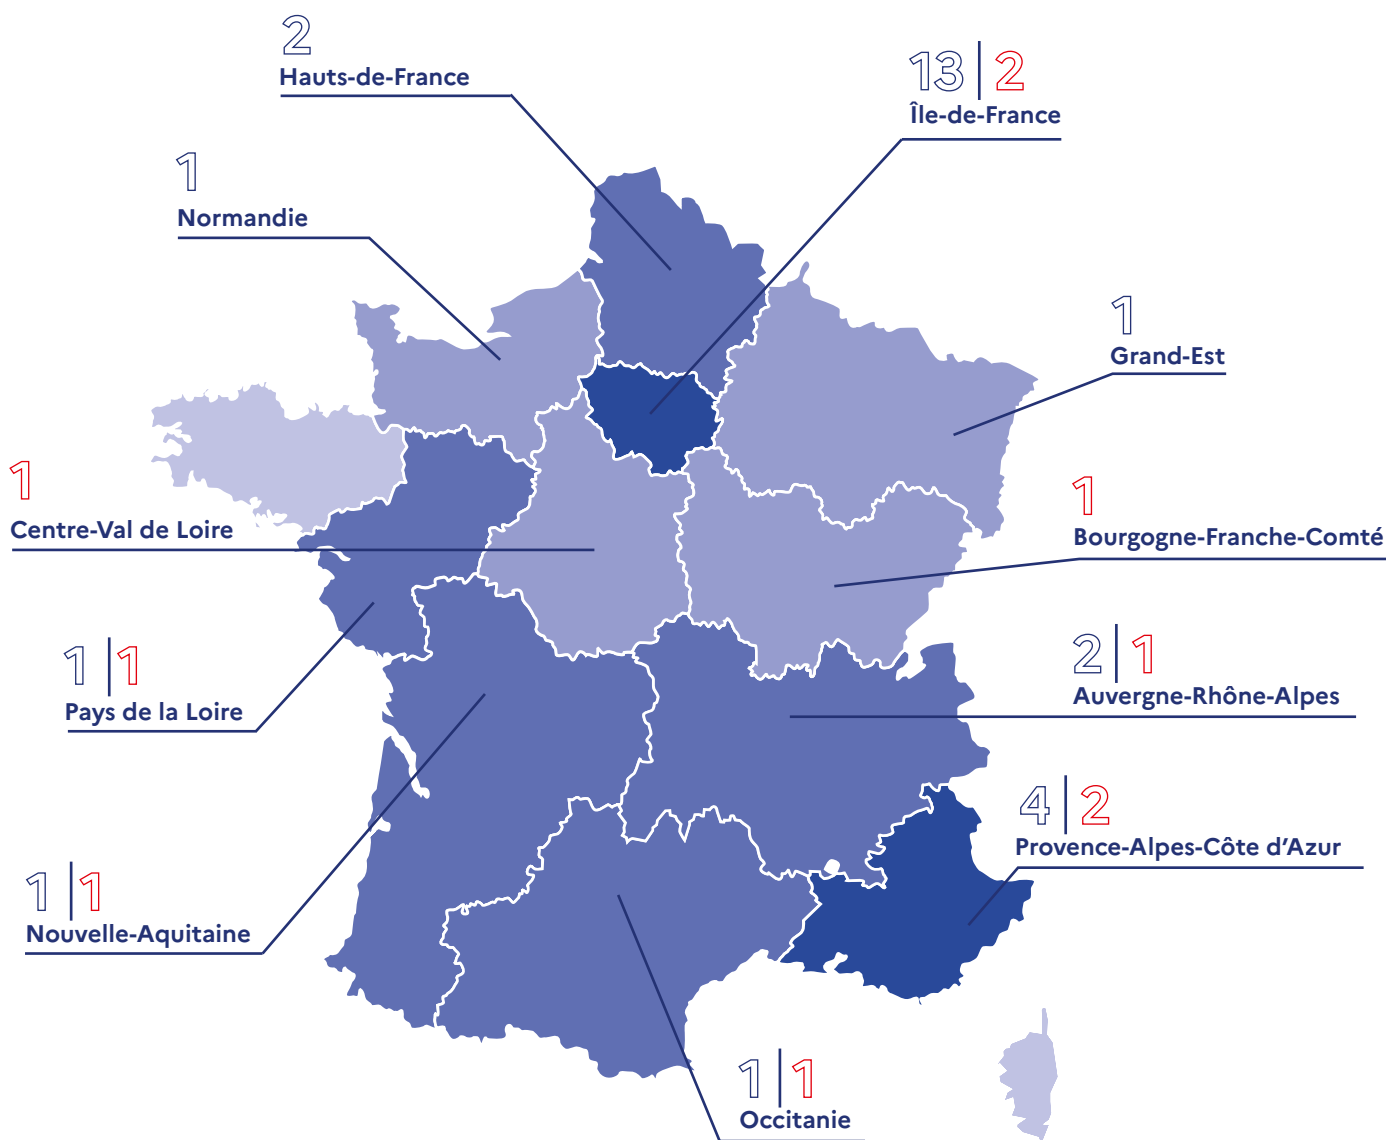 2
Hauts-de-France
13 | 2
Île-de-France
1
Normandie
1
Grand-Est
1
Centre-Val de Loire
1
Bourgogne-Franche-Comté
1 | 1
Pays de la Loire
2 | 1
Auvergne-Rhône-Alpes
4 | 2
Provence-Alpes-Côte d’Azur
1 | 1
Nouvelle-Aquitaine
1 | 1
Occitanie